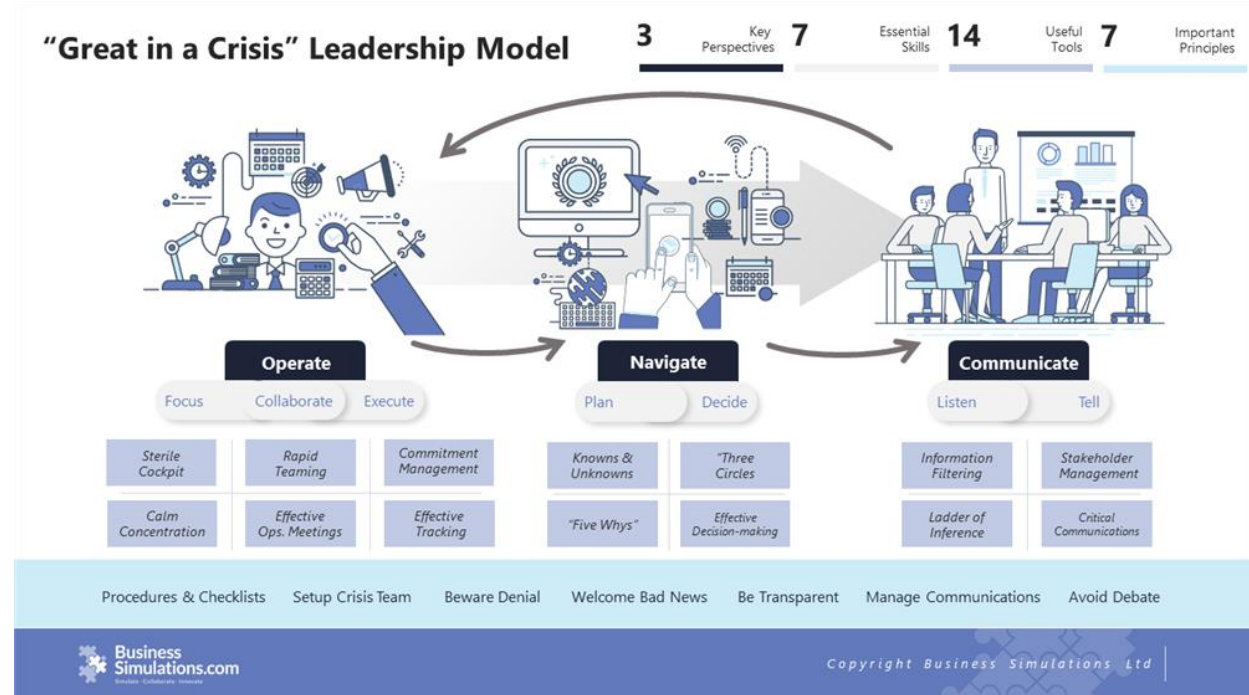 "Great in a Crisis" Leadership Model
3
Key
Perspectives
7
Essential
Skills
14
Useful
Tools
7
Important
Principles
Operate
Focus
Collaborate
Execute
Sterile
Cockpit
Rapid
Teaming
Commitment
Management
Calm
Concentration
Effective
Ops. Meetings
Effective
Tracking
Navigate
Plan
Decide
Knowns &
Unknowns
"Three
Circles
"Five Whys"
Effective
Decision-making
Communicate
Listen
Tell
Information
Filtering
Stakeholder
Management
Ladder of
Inference
Critical
Communications
Procedures & Checklists
Setup Crisis Team
Beware Denial
Welcome Bad News
Be Transparent
Manage Communications
Avoid Debate
Business
Simulations.com
Simulate · Collaborate · Innovate
Copyright Business Simulations Ltd